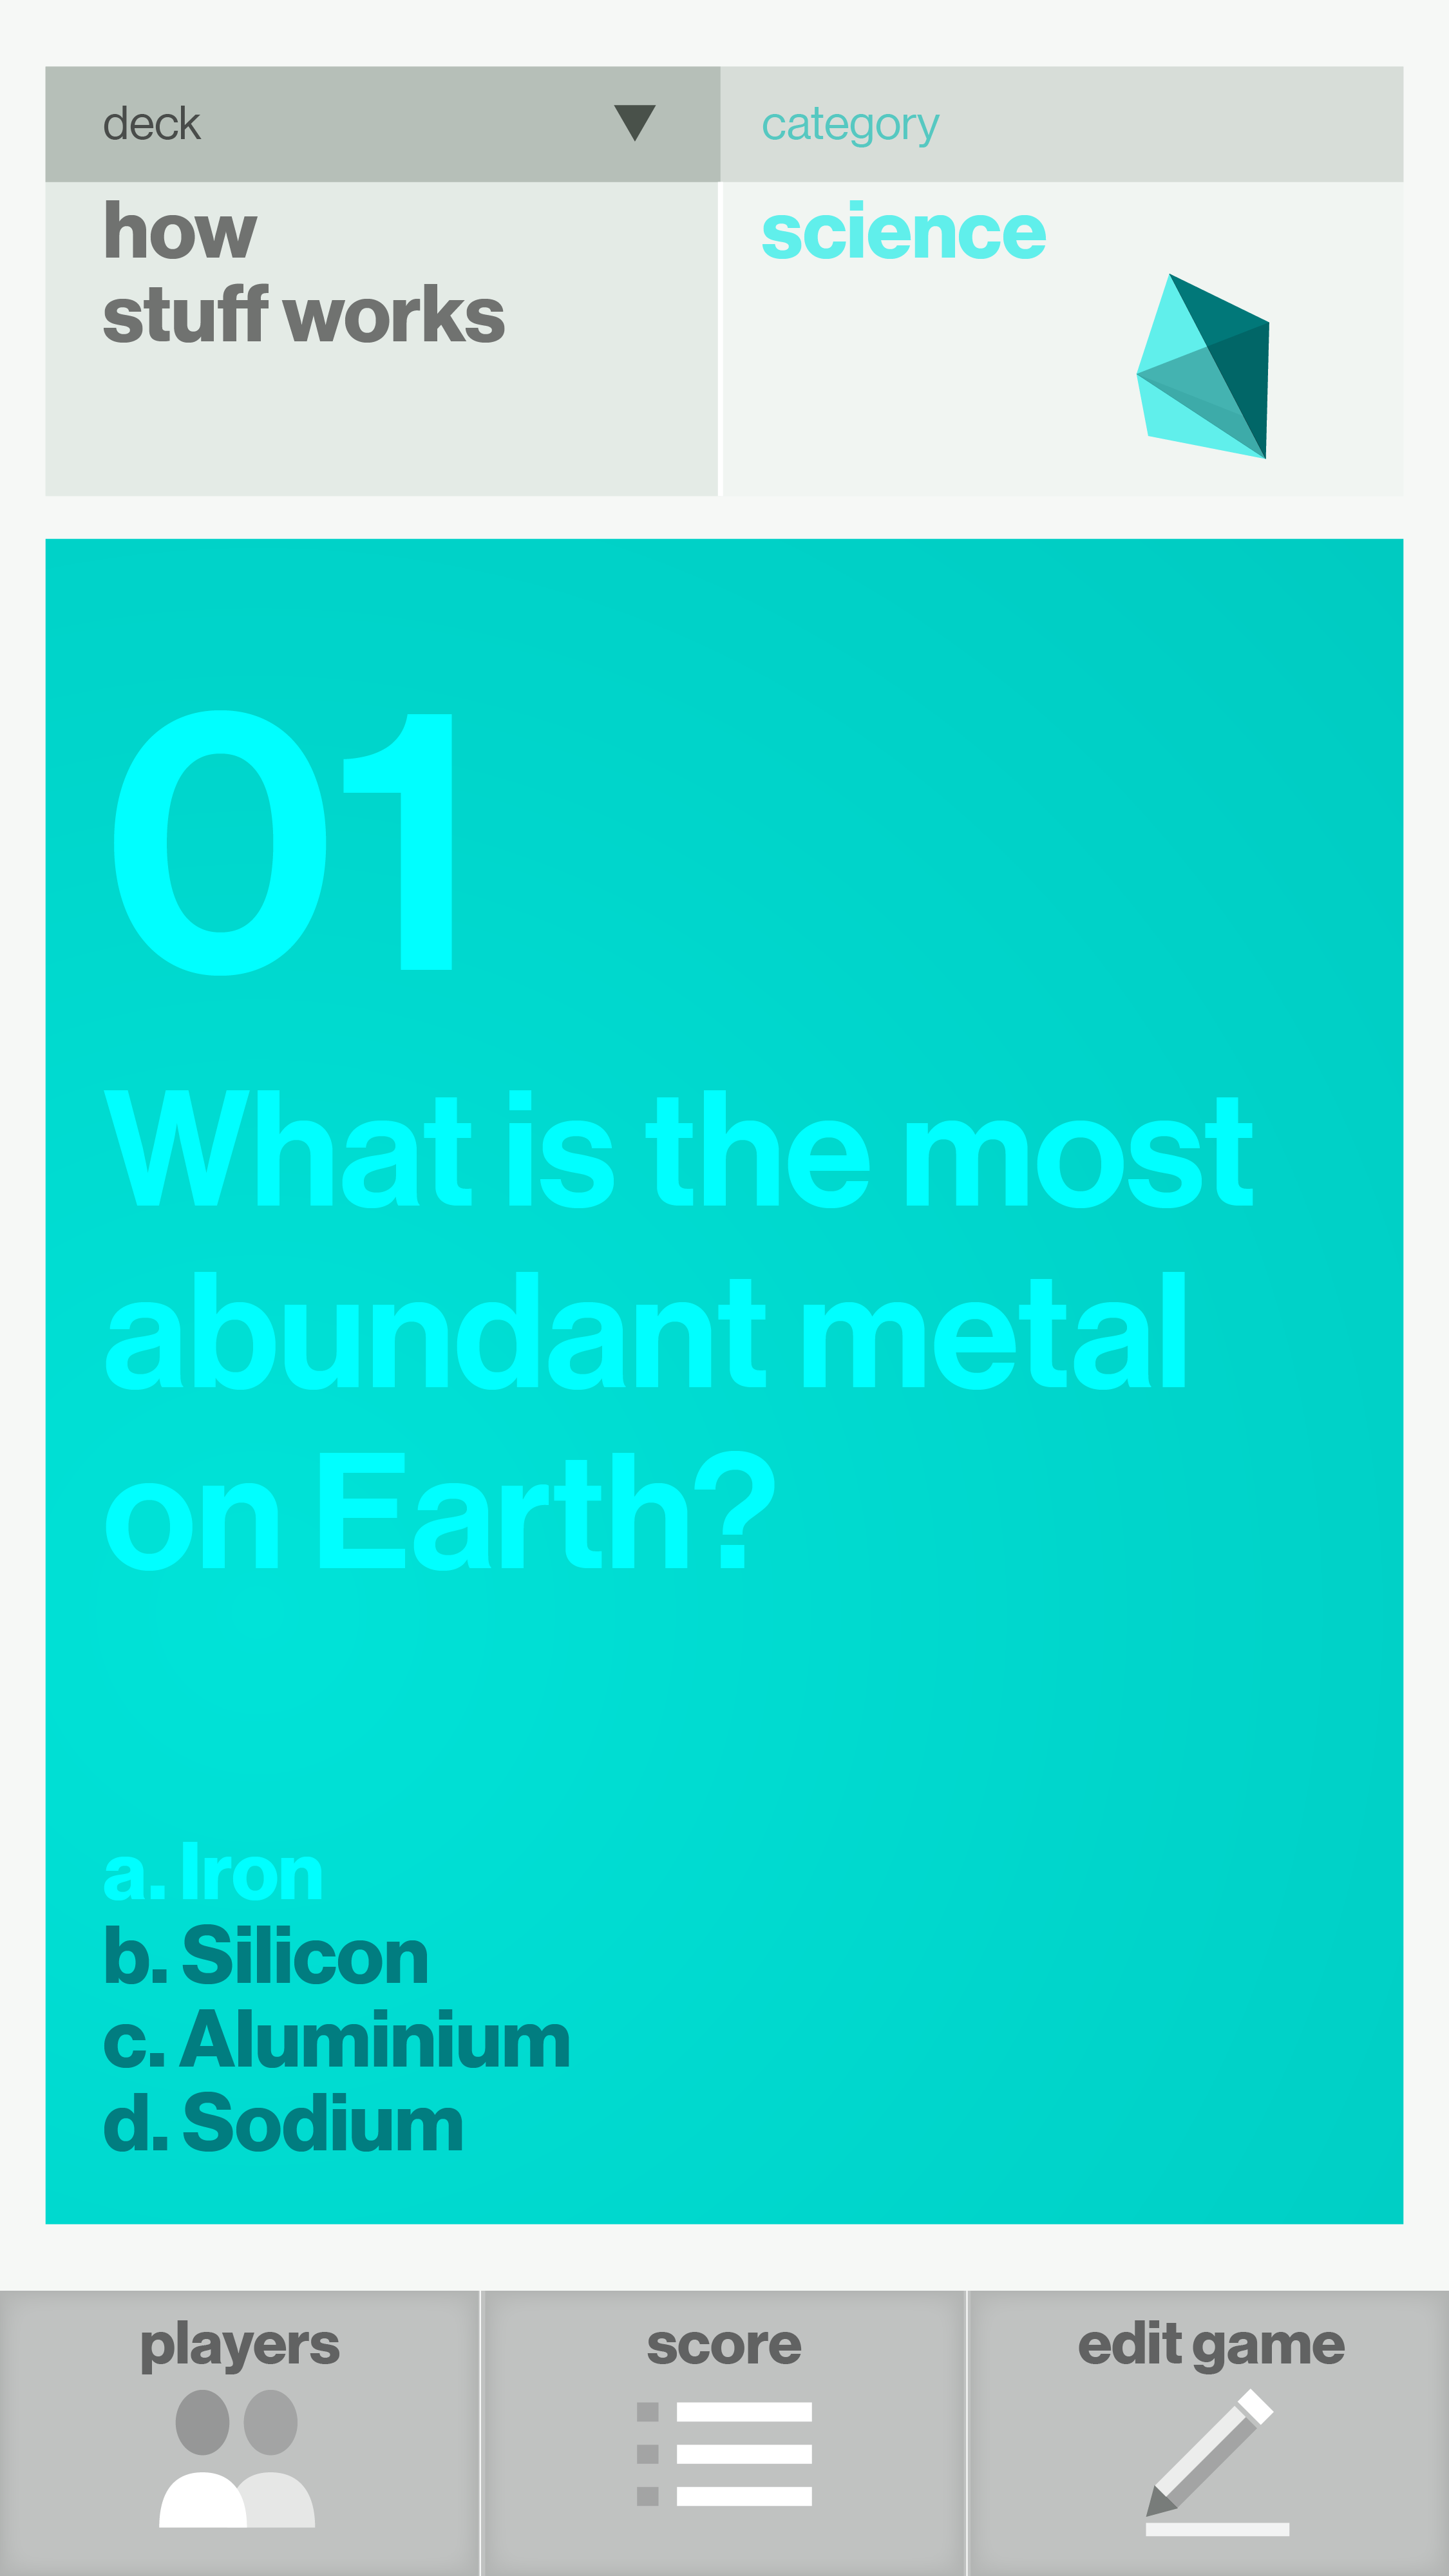 deck
category
how
stuff works
science
01
What is the most
abundant metal
on Earth?
a. Iron
b. Silicon
c. Aluminium
d. Sodium
players
score
edit game